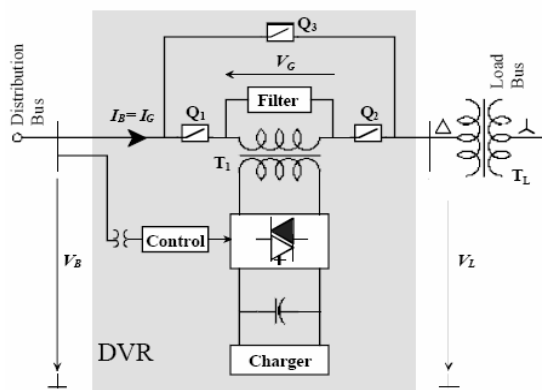 Q3
VG
Distribution
Bus
IB= IG
Q1
Filter
Q2
Load
Bus
T1
TL
Control
VB
VL
DVR
Charger